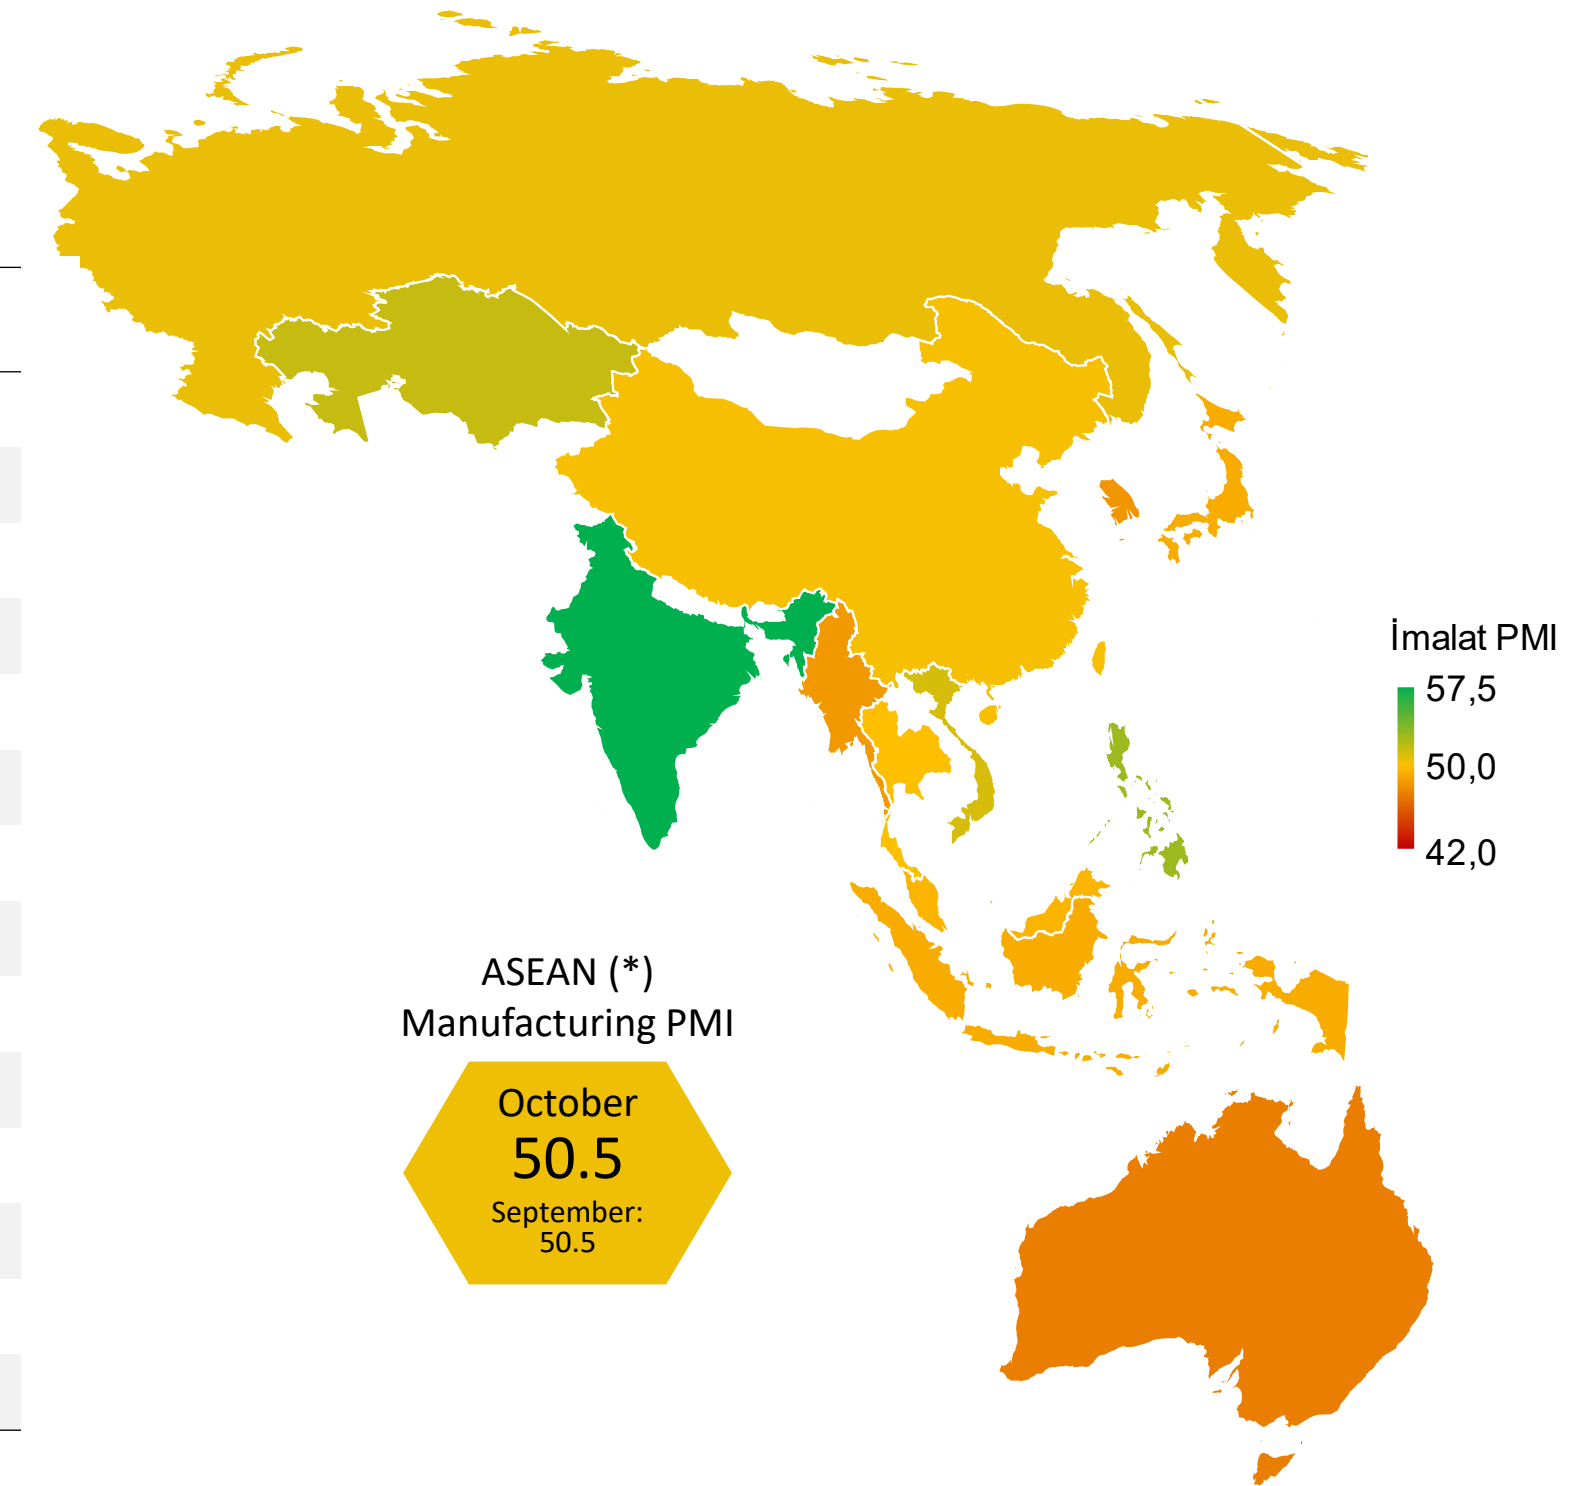 İmalat PMI
57,5
50,0
42,0
ASEAN (*)
Manufacturing PMI
October
50.5
September:
50.5